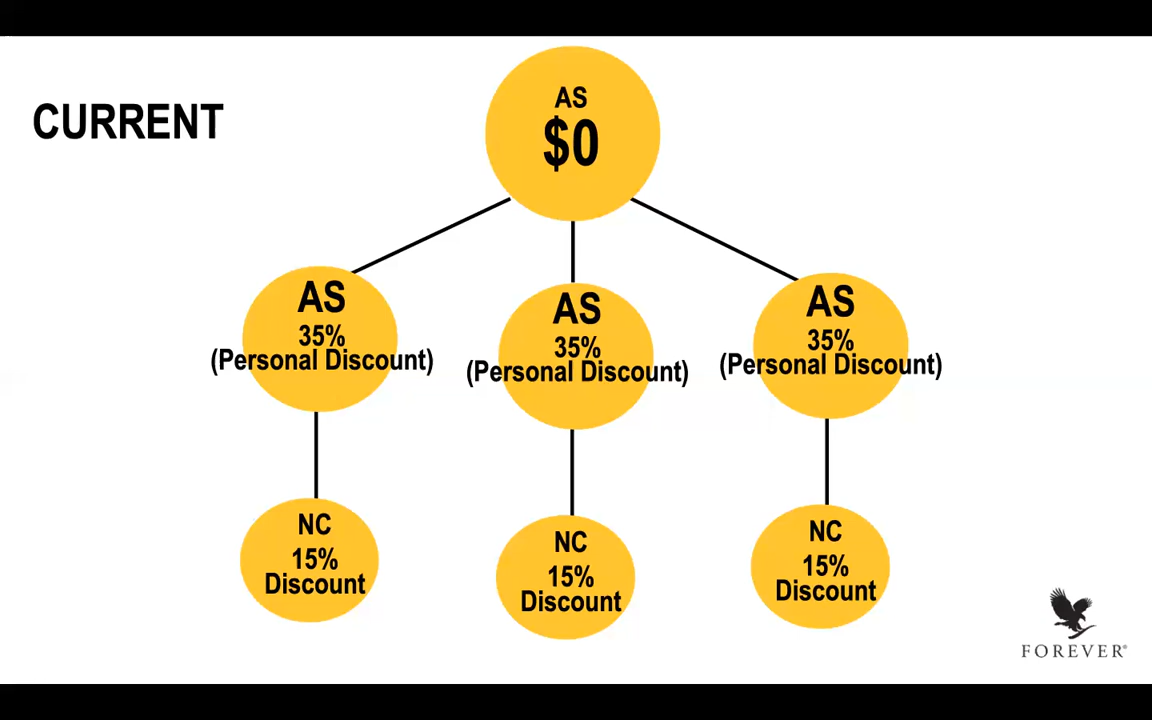 CURRENT
AS
$0
AS
35%
(Personal Discount)
AS
35%
(Personal Discount)
AS
35%
(Personal Discount)
NC
15%
Discount
NC
15%
Discount
NC
15%
Discount
FOREVER®